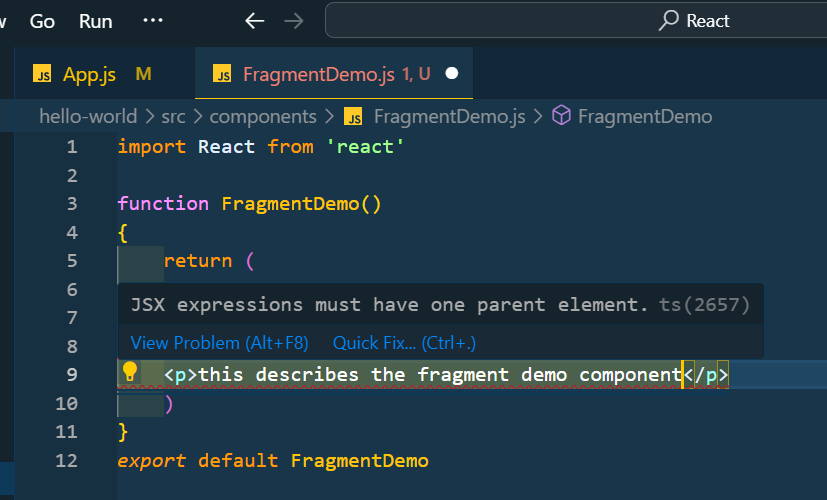 Go Run ··· ← → React
JS App.js M JS FragmentDemo.js 1, U
hello-world > src > components > JS FragmentDemo.js > FragmentDemo
1 import React from 'react'
2
3 function FragmentDemo()
4 {
5 return (
6
JSX expressions must have one parent element. ts(2657)
7
View Problem (Alt+F8) Quick Fix... (Ctrl+.)
8
9 <p>this describes the fragment demo component</p>
10 )
11 }
12 export default FragmentDemo